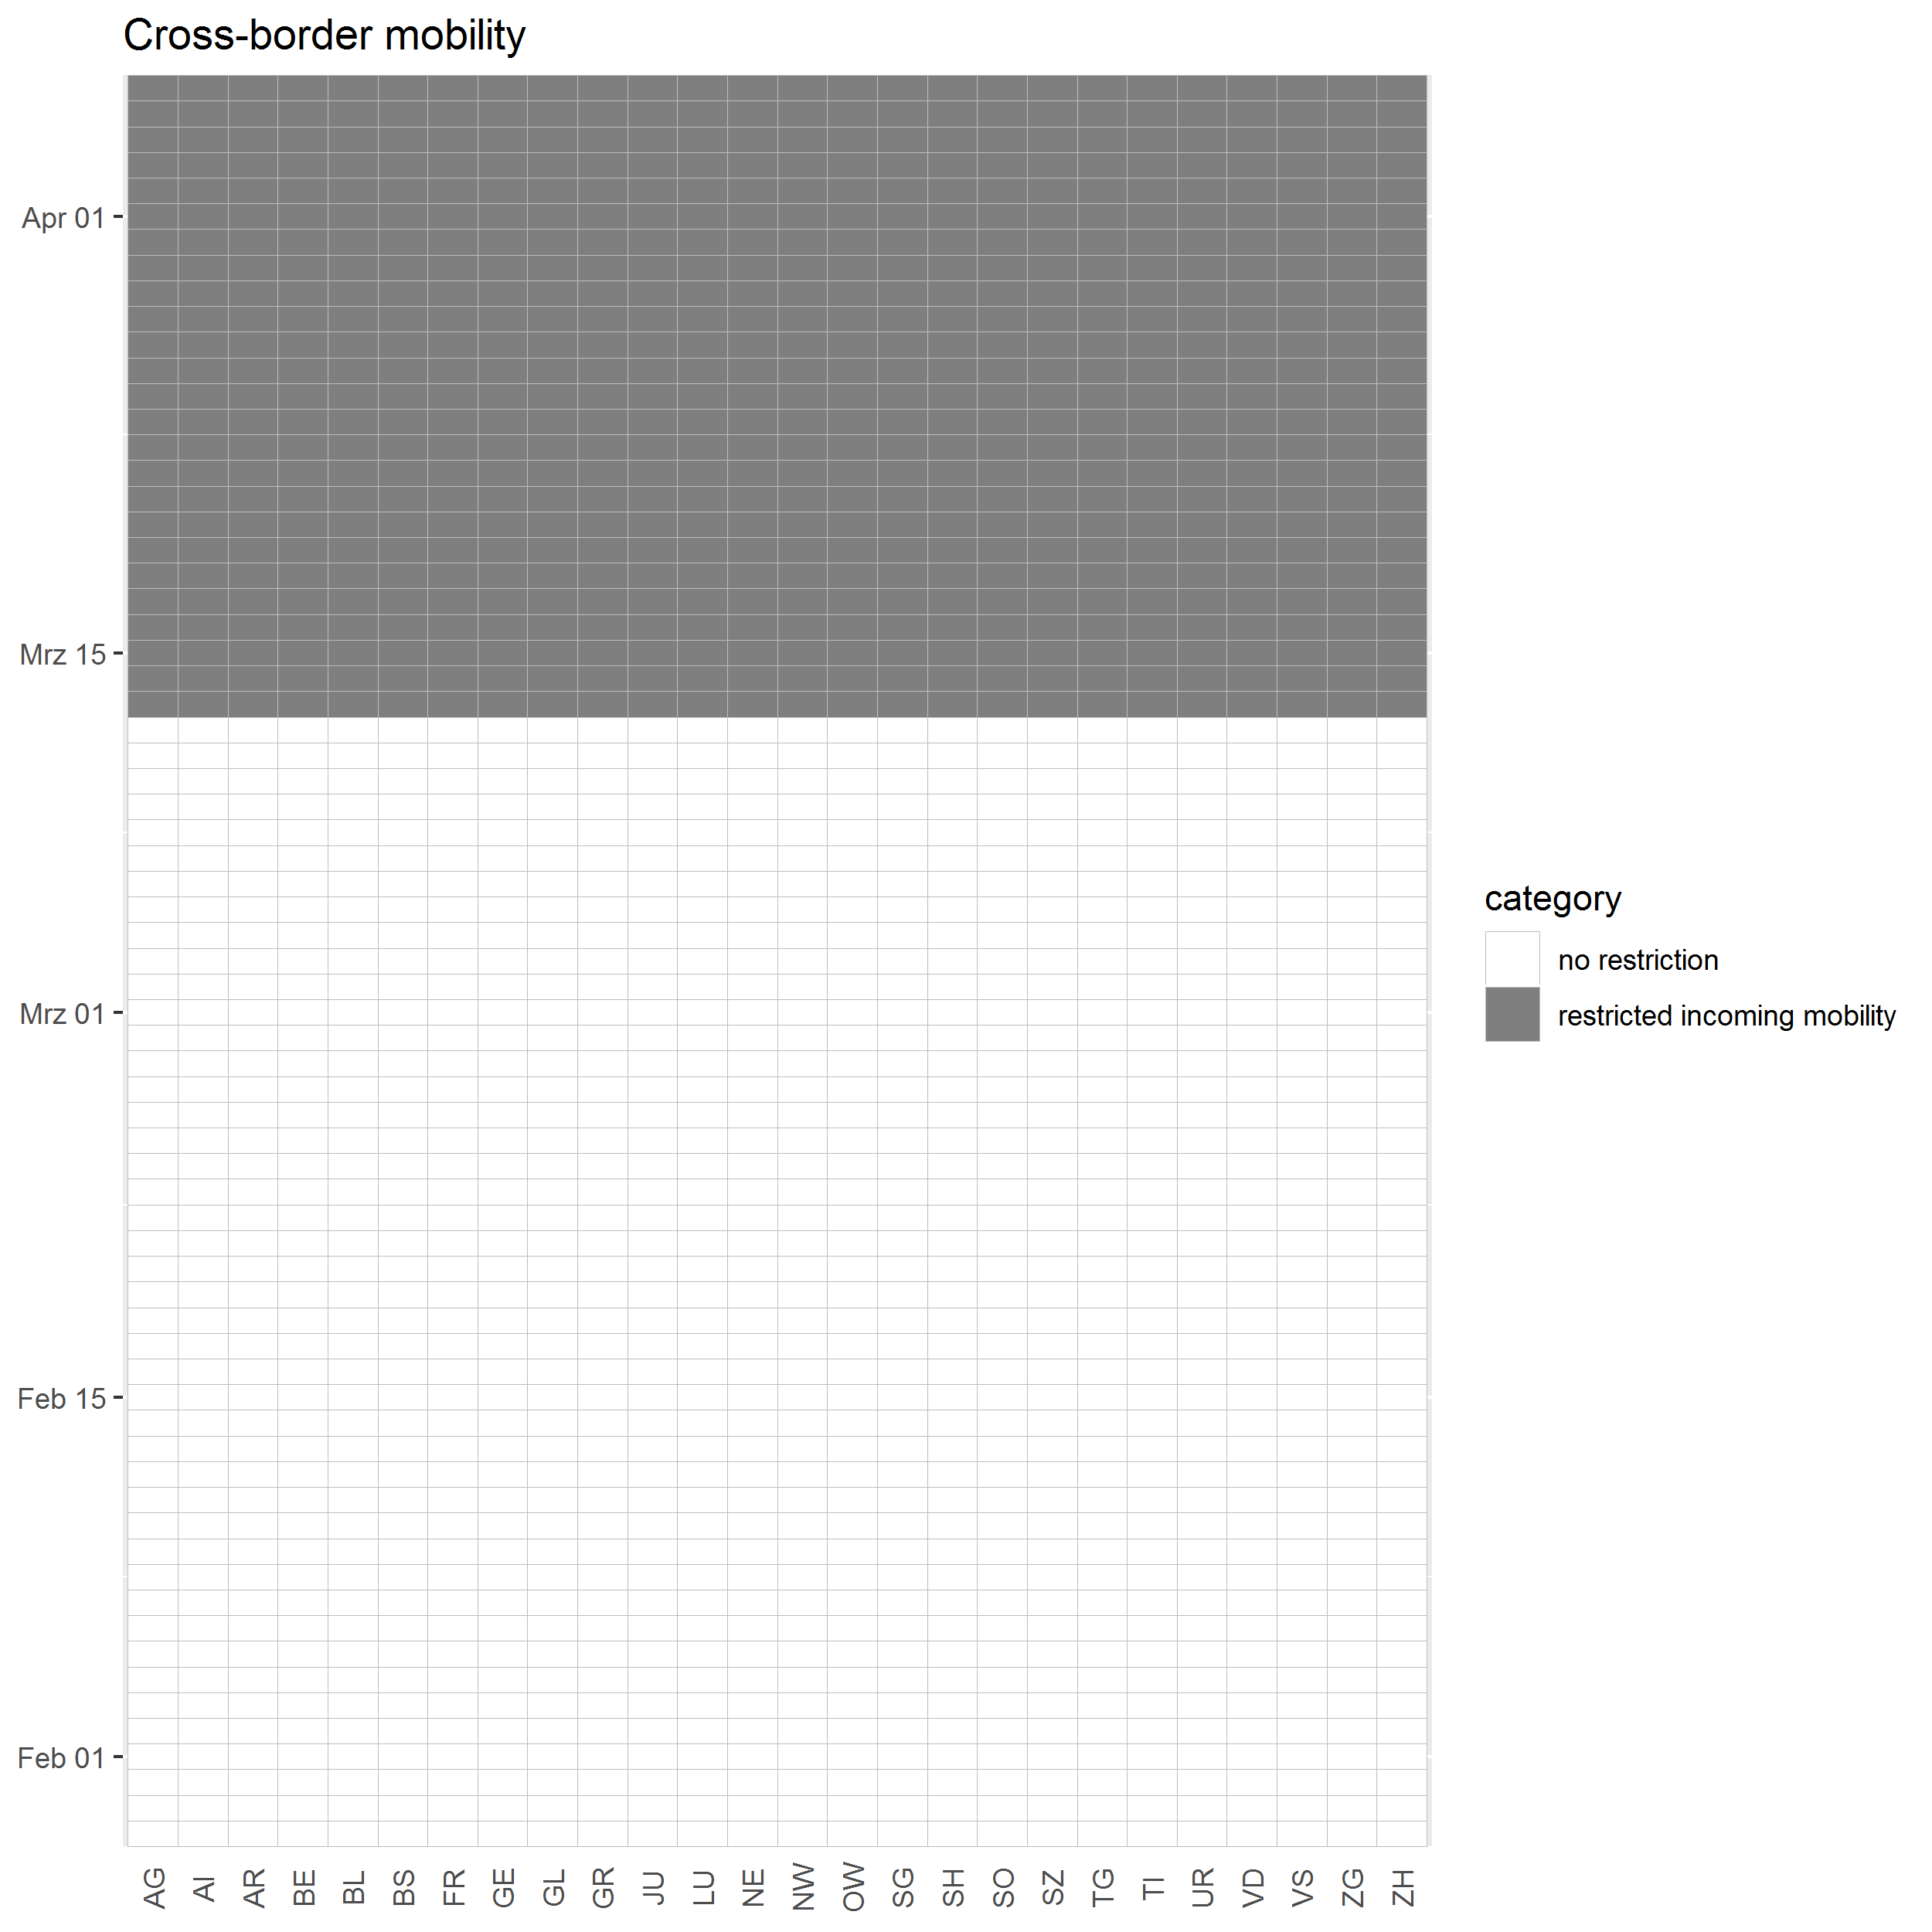 Cross-border mobility
Apr 01
Mrz 15
Mrz 01
Feb 15
Feb 01
AG AI AR BE BL BS FR GE GL GR JU LU NE NW OW SG SH SO SZ TG TI UR VD VS ZG ZH
category
no restriction
restricted incoming mobility